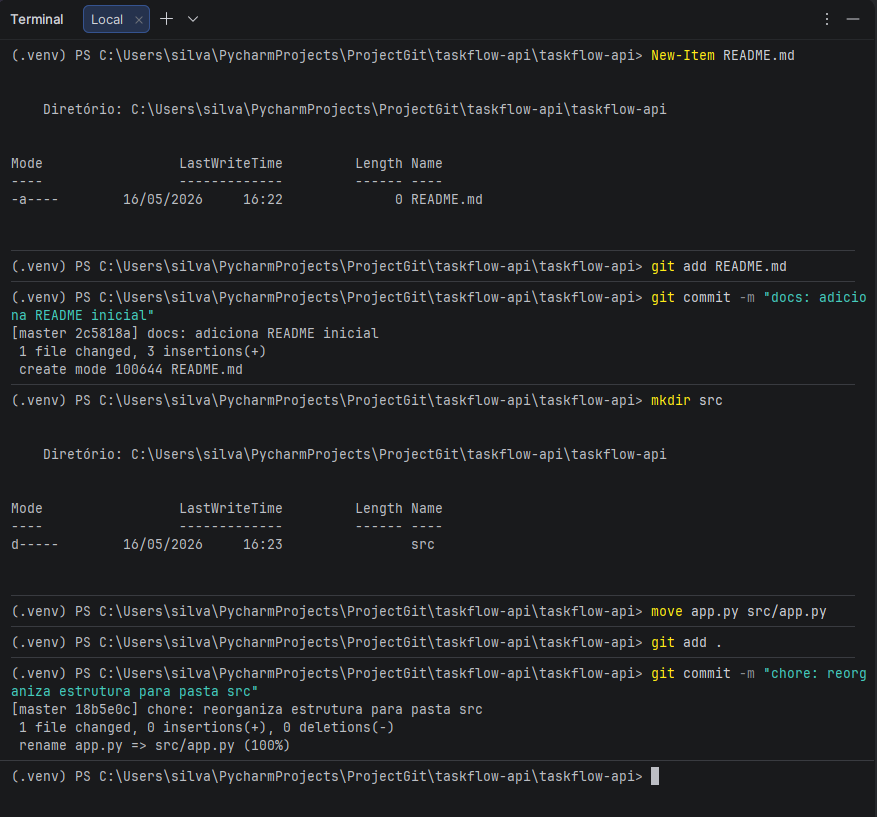 Terminal Local
(.venv) PS C:\Users\silva\PycharmProjects\ProjectGit\taskflow-api\taskflow-api> New-Item README.md
Diretório: C:\Users\silva\PycharmProjects\ProjectGit\taskflow-api\taskflow-api
Mode                 LastWriteTime         Length Name
----                 -------------         ------ ----
-a----        16/05/2026     16:22              0 README.md
(.venv) PS C:\Users\silva\PycharmProjects\ProjectGit\taskflow-api\taskflow-api> git add README.md
(.venv) PS C:\Users\silva\PycharmProjects\ProjectGit\taskflow-api\taskflow-api> git commit -m "docs: adicio
na README inicial"
[master 2c5818a] docs: adiciona README inicial
 1 file changed, 3 insertions(+)
 create mode 100644 README.md
(.venv) PS C:\Users\silva\PycharmProjects\ProjectGit\taskflow-api\taskflow-api> mkdir src
Diretório: C:\Users\silva\PycharmProjects\ProjectGit\taskflow-api\taskflow-api
Mode                 LastWriteTime         Length Name
----                 -------------         ------ ----
d-----        16/05/2026     16:23                src
(.venv) PS C:\Users\silva\PycharmProjects\ProjectGit\taskflow-api\taskflow-api> move app.py src/app.py
(.venv) PS C:\Users\silva\PycharmProjects\ProjectGit\taskflow-api\taskflow-api> git add .
(.venv) PS C:\Users\silva\PycharmProjects\ProjectGit\taskflow-api\taskflow-api> git commit -m "chore: reorg
aniza estrutura para pasta src"
[master 18b5e0c] chore: reorganiza estrutura para pasta src
 1 file changed, 0 insertions(+), 0 deletions(-)
 rename app.py => src/app.py (100%)
(.venv) PS C:\Users\silva\PycharmProjects\ProjectGit\taskflow-api\taskflow-api>